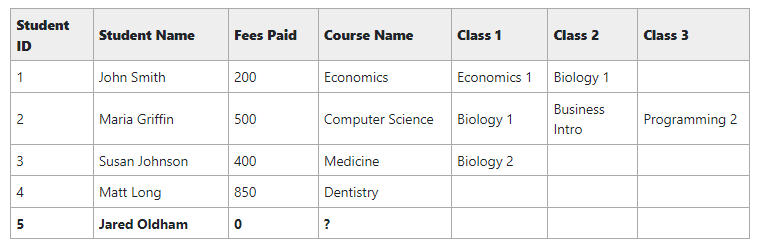 Student ID Student Name Fees Paid Course Name Class 1 Class 2 Class 3
1 John Smith 200 Economics Economics 1 Biology 1
2 Maria Griffin 500 Computer Science Biology 1 Business Intro Programming 2
3 Susan Johnson 400 Medicine Biology 2
4 Matt Long 850 Dentistry
5 Jared Oldham 0 ?